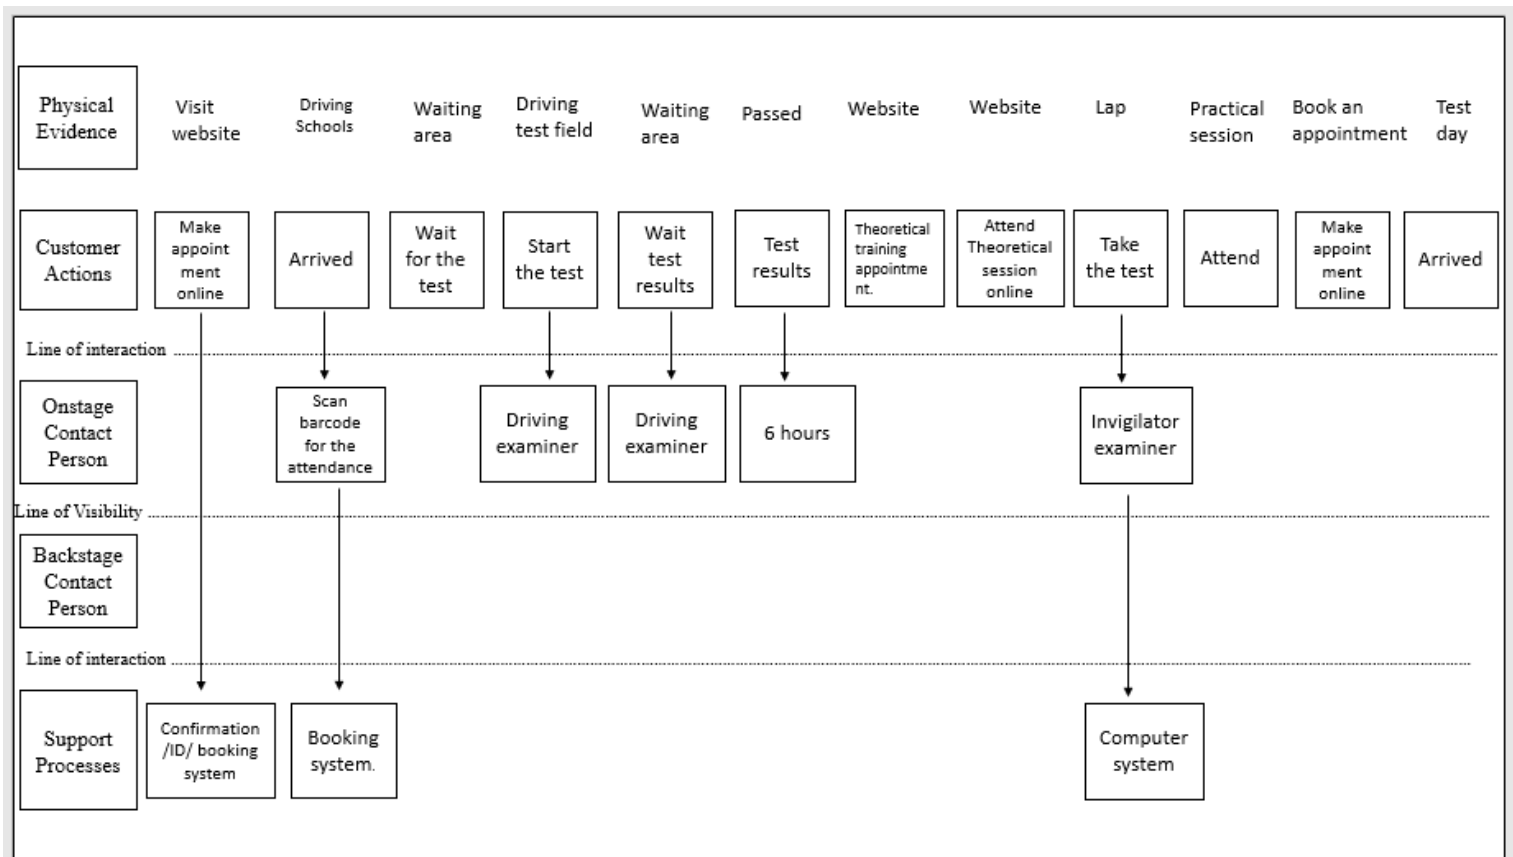 Physical
Evidence
Visit
website
Driving
Schools
Waiting
area
Driving
test field
Waiting
area
Passed
Website
Website
Lap
Practical
session
Book an
appointment
Test
day
Customer
Actions
Make
appoint
ment
online
Arrived
Wait
for the
test
Start
the test
Wait
test
results
Test
results
Theoretical
training
appointme
nt.
Attend
Theoretical
session
online
Take
the test
Attend
Make
appoint
ment
online
Arrived
Line of interaction
Onstage
Contact
Person
Scan
barcode
for the
attendance
Driving
examiner
Driving
examiner
6 hours
Invigilator
examiner
Line of Visibility
Backstage
Contact
Person
Line of interaction
Support
Processes
Confirmation
/ID/ booking
system
Booking
system.
Computer
system